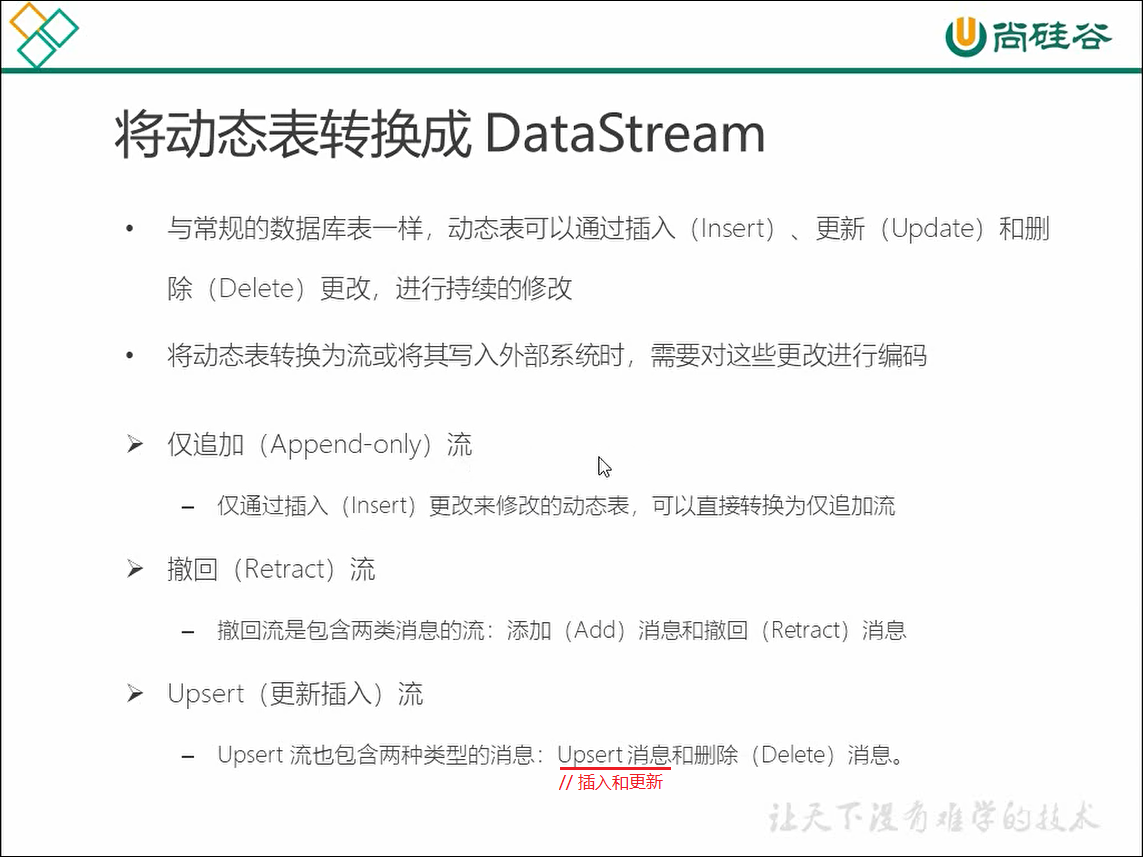 尚硅谷
将动态表转换成 DataStream
• 与常规的数据库表一样，动态表可以通过插入（Insert）、更新（Update）和删
除（Delete）更改，进行持续的修改
• 将动态表转换为流或将其写入外部系统时，需要对这些更改进行编码
➢ 仅追加（Append-only）流
– 仅通过插入（Insert）更改来修改的动态表，可以直接转换为仅追加流
➢ 撤回（Retract）流
– 撤回流是包含两类消息的流：添加（Add）消息和撤回（Retract）消息
➢ Upsert（更新插入）流
– Upsert 流也包含两种类型的消息：Upsert 消息和删除（Delete）消息。
// 插入和更新
让天下没有难学的技术